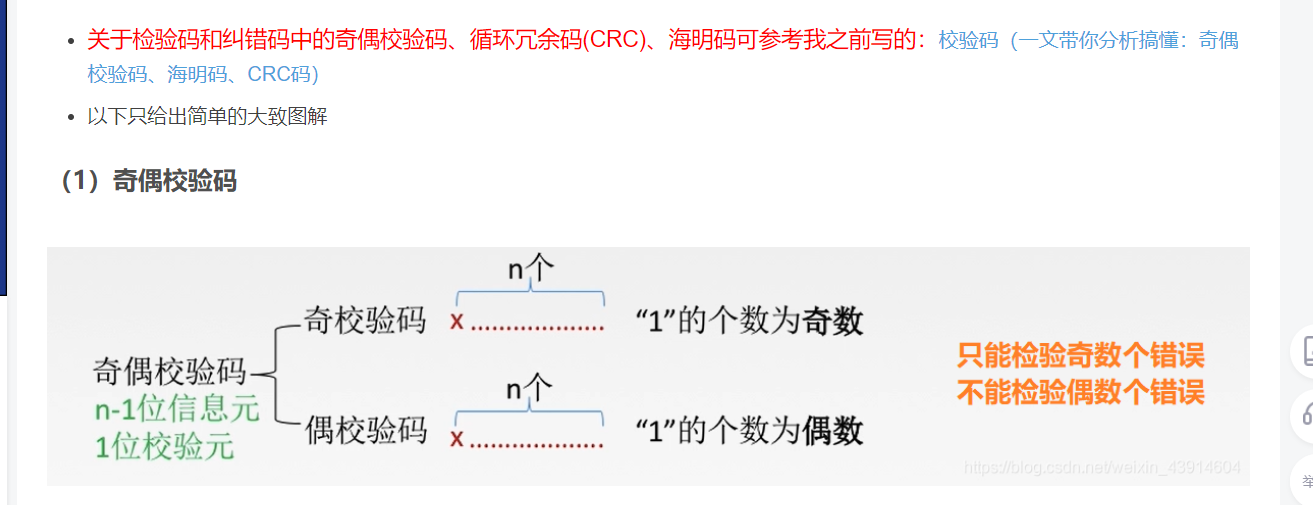 • 关于检验码和纠错码中的奇偶校验码、循环冗余码(CRC)、海明码可参考我之前写的：校验码（一文带你分析搞懂：奇偶
校验码、海明码、CRC码）
• 以下只给出简单的大致图解
（1）奇偶校验码
n个
奇校验码 x ................... “1”的个数为奇数
只能检验奇数个错误
奇偶校验码
n个
不能检验偶数个错误
n-1位信息元
偶校验码 x ................... “1”的个数为偶数
1位校验元
https://blog.csdn.net/weixin_43914604